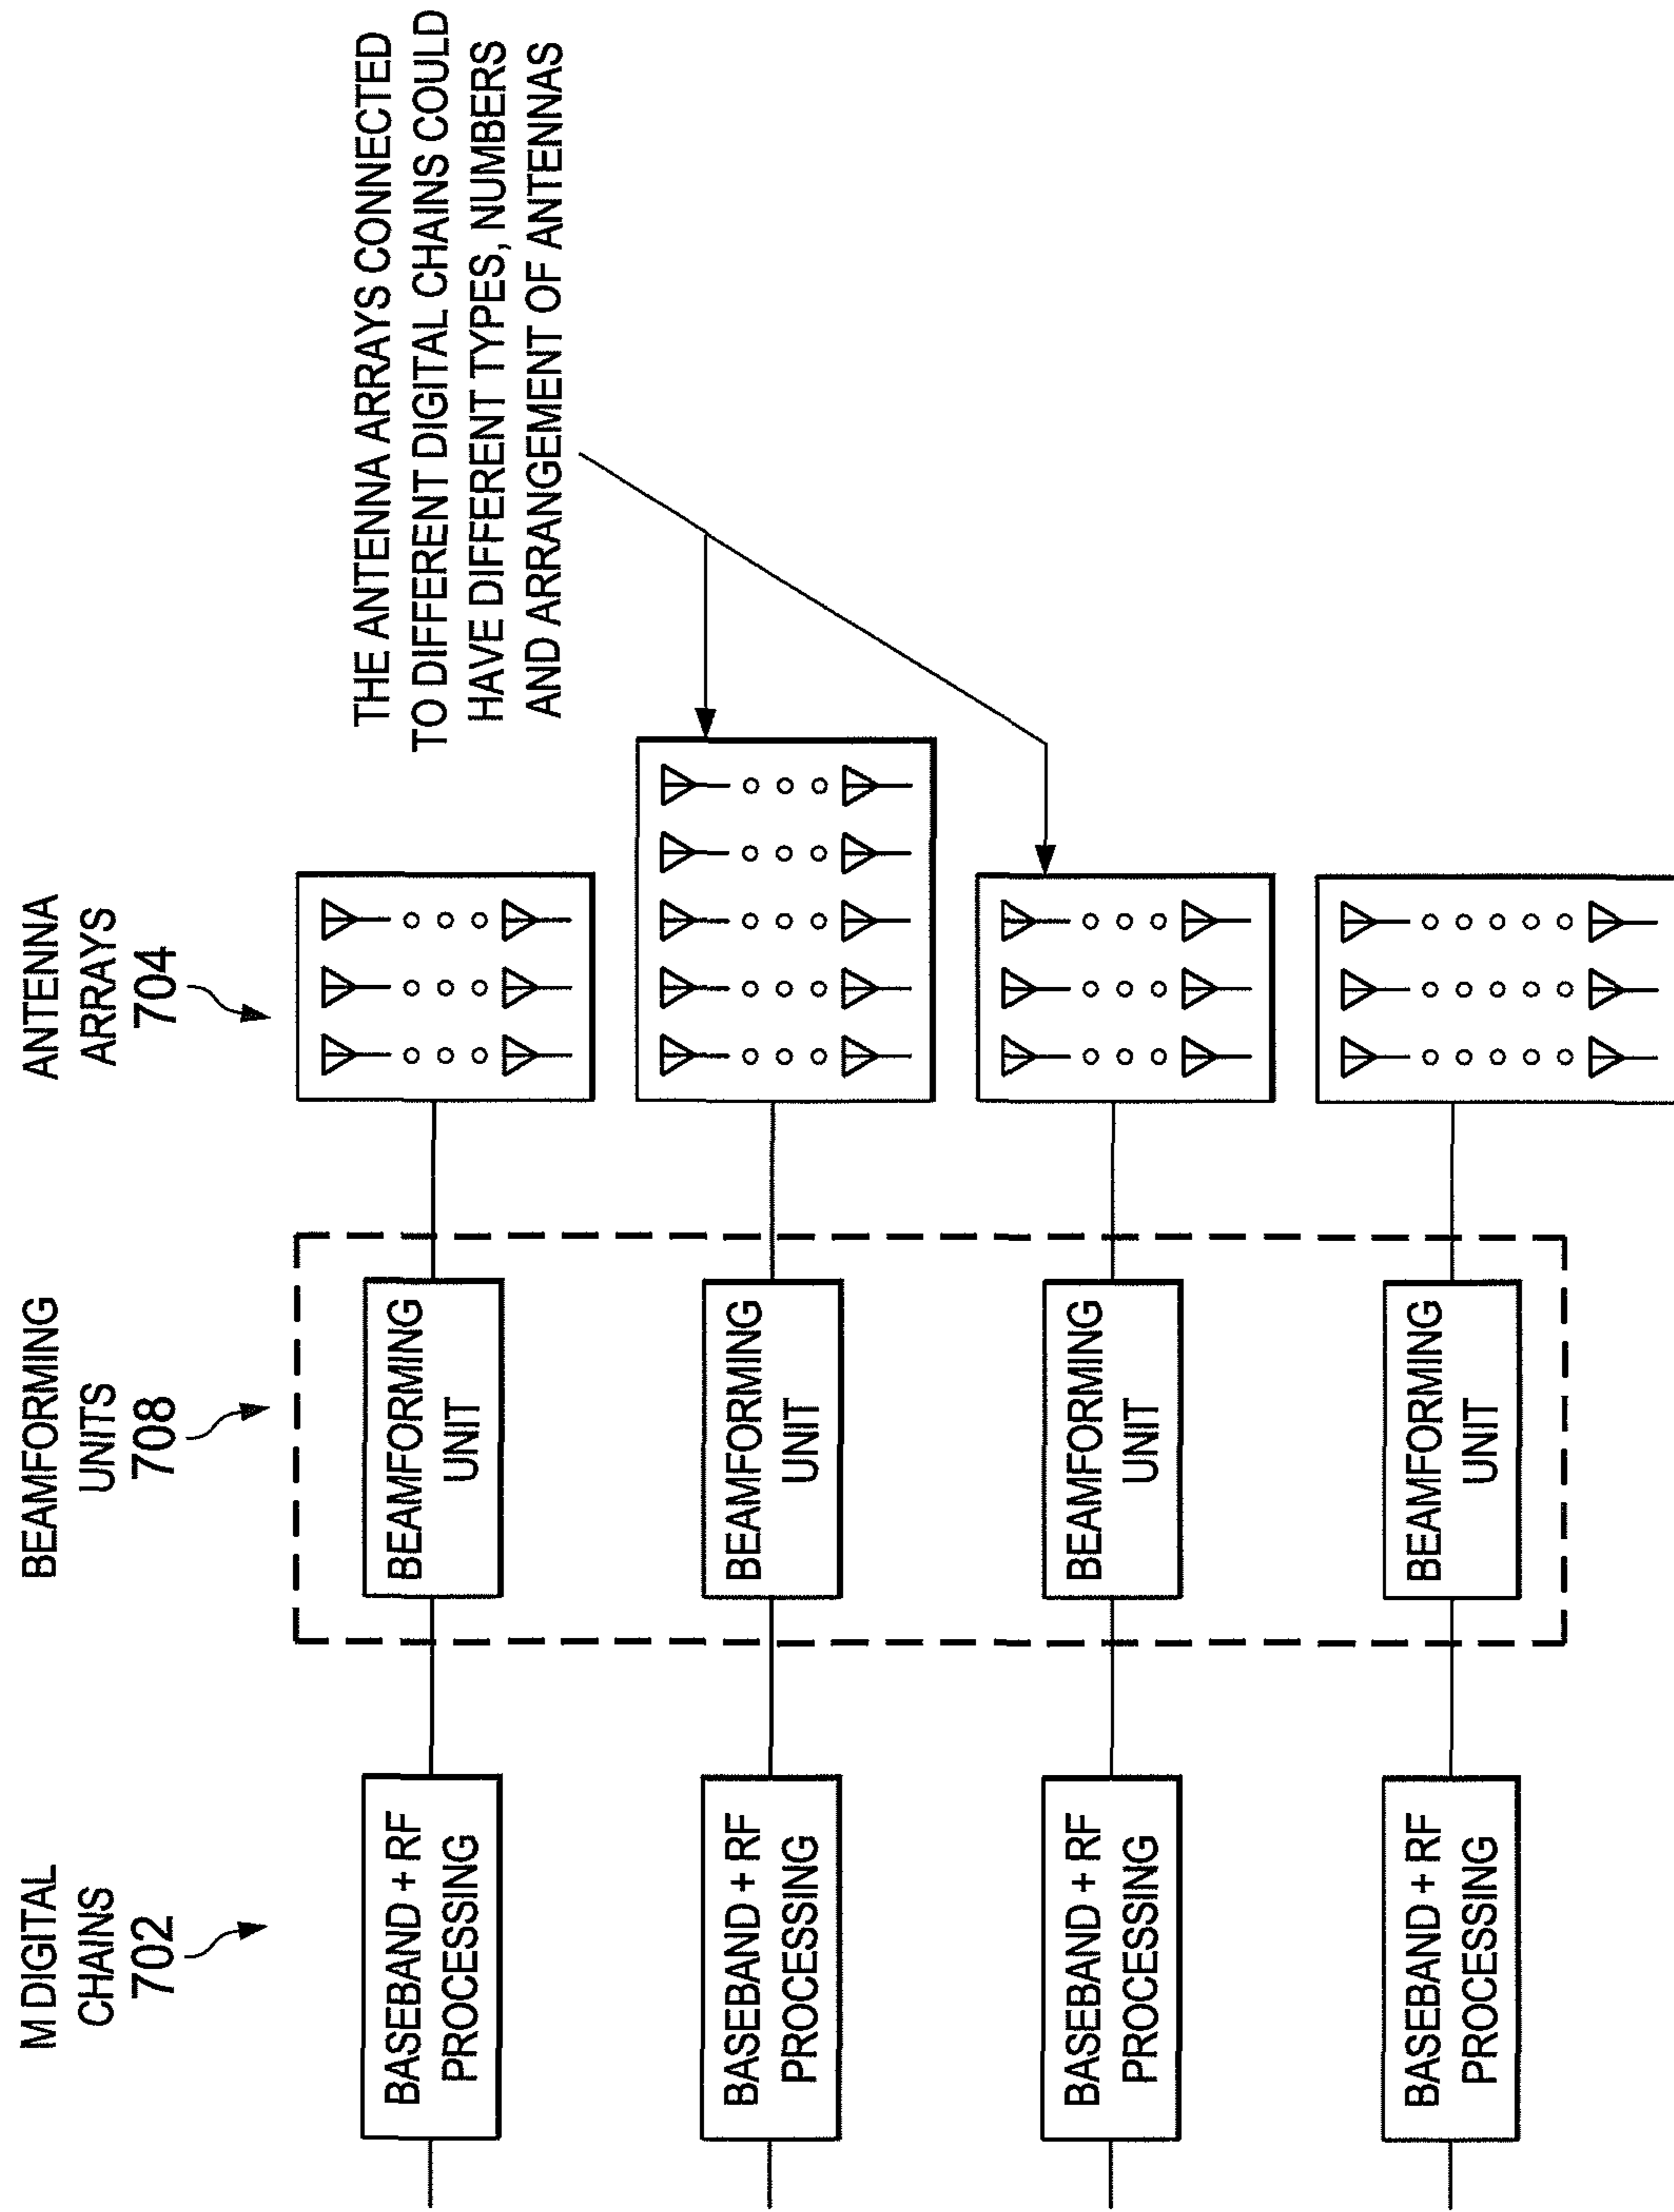 M DIGITAL
CHAINS
702
BEAMFORMING
UNITS
708
ANTENNA
ARRAYS
704
THE ANTENNA ARRAYS CONNECTED
TO DIFFERENT DIGITAL CHAINS COULD
HAVE DIFFERENT TYPES, NUMBERS
AND ARRANGEMENT OF ANTENNAS
BASEBAND + RF
PROCESSING
BEAMFORMING
UNIT
BASEBAND + RF
PROCESSING
BEAMFORMING
UNIT
BASEBAND + RF
PROCESSING
BEAMFORMING
UNIT
BASEBAND + RF
PROCESSING
BEAMFORMING
UNIT